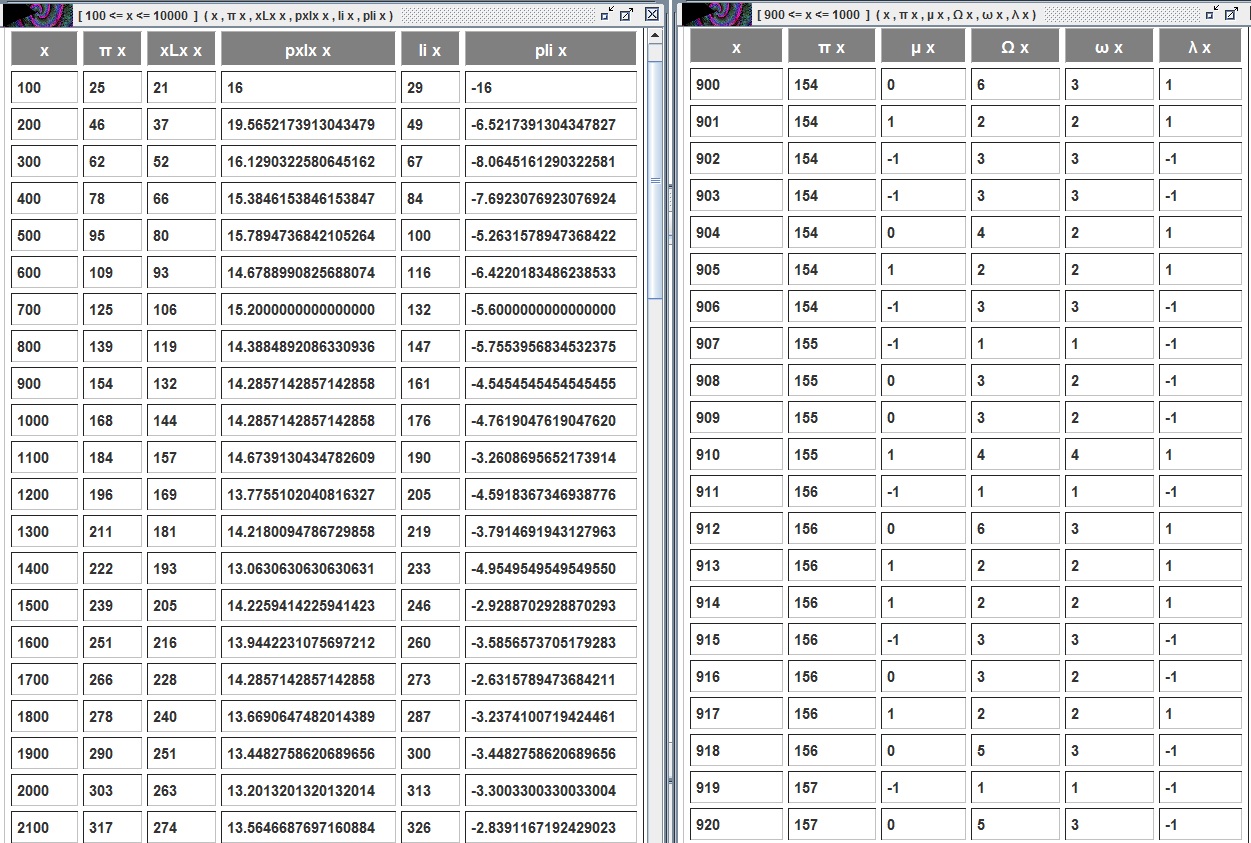 [ 100 <= x <= 10000 ] ( x , π x , xLx x , pxlx x , li x , pli x )
x π x xLx x pxlx x li x pli x
100 25 21 16 29 -16
200 46 37 19.5652173913043479 49 -6.5217391304347827
300 62 52 16.1290322580645162 67 -8.0645161290322581
400 78 66 15.3846153846153847 84 -7.6923076923076924
500 95 80 15.7894736842105264 100 -5.2631578947368422
600 109 93 14.6788990825688074 116 -6.4220183486238533
700 125 106 15.2000000000000000 132 -5.6000000000000000
800 139 119 14.3884892086330936 147 -5.7553956834532375
900 154 132 14.2857142857142858 161 -4.5454545454545455
1000 168 144 14.2857142857142858 176 -4.7619047619047620
1100 184 157 14.6739130434782609 190 -3.2608695652173914
1200 196 169 13.7755102040816327 205 -4.5918367346938776
1300 211 181 14.2180094786729858 219 -3.7914691943127963
1400 222 193 13.0630630630630631 233 -4.9549549549549550
1500 239 205 14.2259414225941423 246 -2.9288702928870293
1600 251 216 13.9442231075697212 260 -3.5856573705179283
1700 266 228 14.2857142857142858 273 -2.6315789473684211
1800 278 240 13.6690647482014389 287 -3.2374100719424461
1900 290 251 13.4482758620689656 300 -3.4482758620689656
2000 303 263 13.2013201320132014 313 -3.3003300330033004
2100 317 274 13.5646687697160884 326 -2.8391167192429023
[ 900 <= x <= 1000 ] ( x , π x , μ x , Ω x , ω x , λ x )
x π x μ x Ω x ω x λ x
900 154 0 6 3 1
901 154 1 2 2 1
902 154 -1 3 3 -1
903 154 -1 3 3 -1
904 154 0 4 2 1
905 154 1 2 2 1
906 154 -1 3 3 -1
907 155 -1 1 1 -1
908 155 0 3 2 -1
909 155 0 3 2 -1
910 155 1 4 4 1
911 156 -1 1 1 -1
912 156 0 6 3 1
913 156 1 2 2 1
914 156 1 2 2 1
915 156 -1 3 3 -1
916 156 0 3 2 -1
917 156 1 2 2 1
918 156 0 5 3 -1
919 157 -1 1 1 -1
920 157 0 5 3 -1